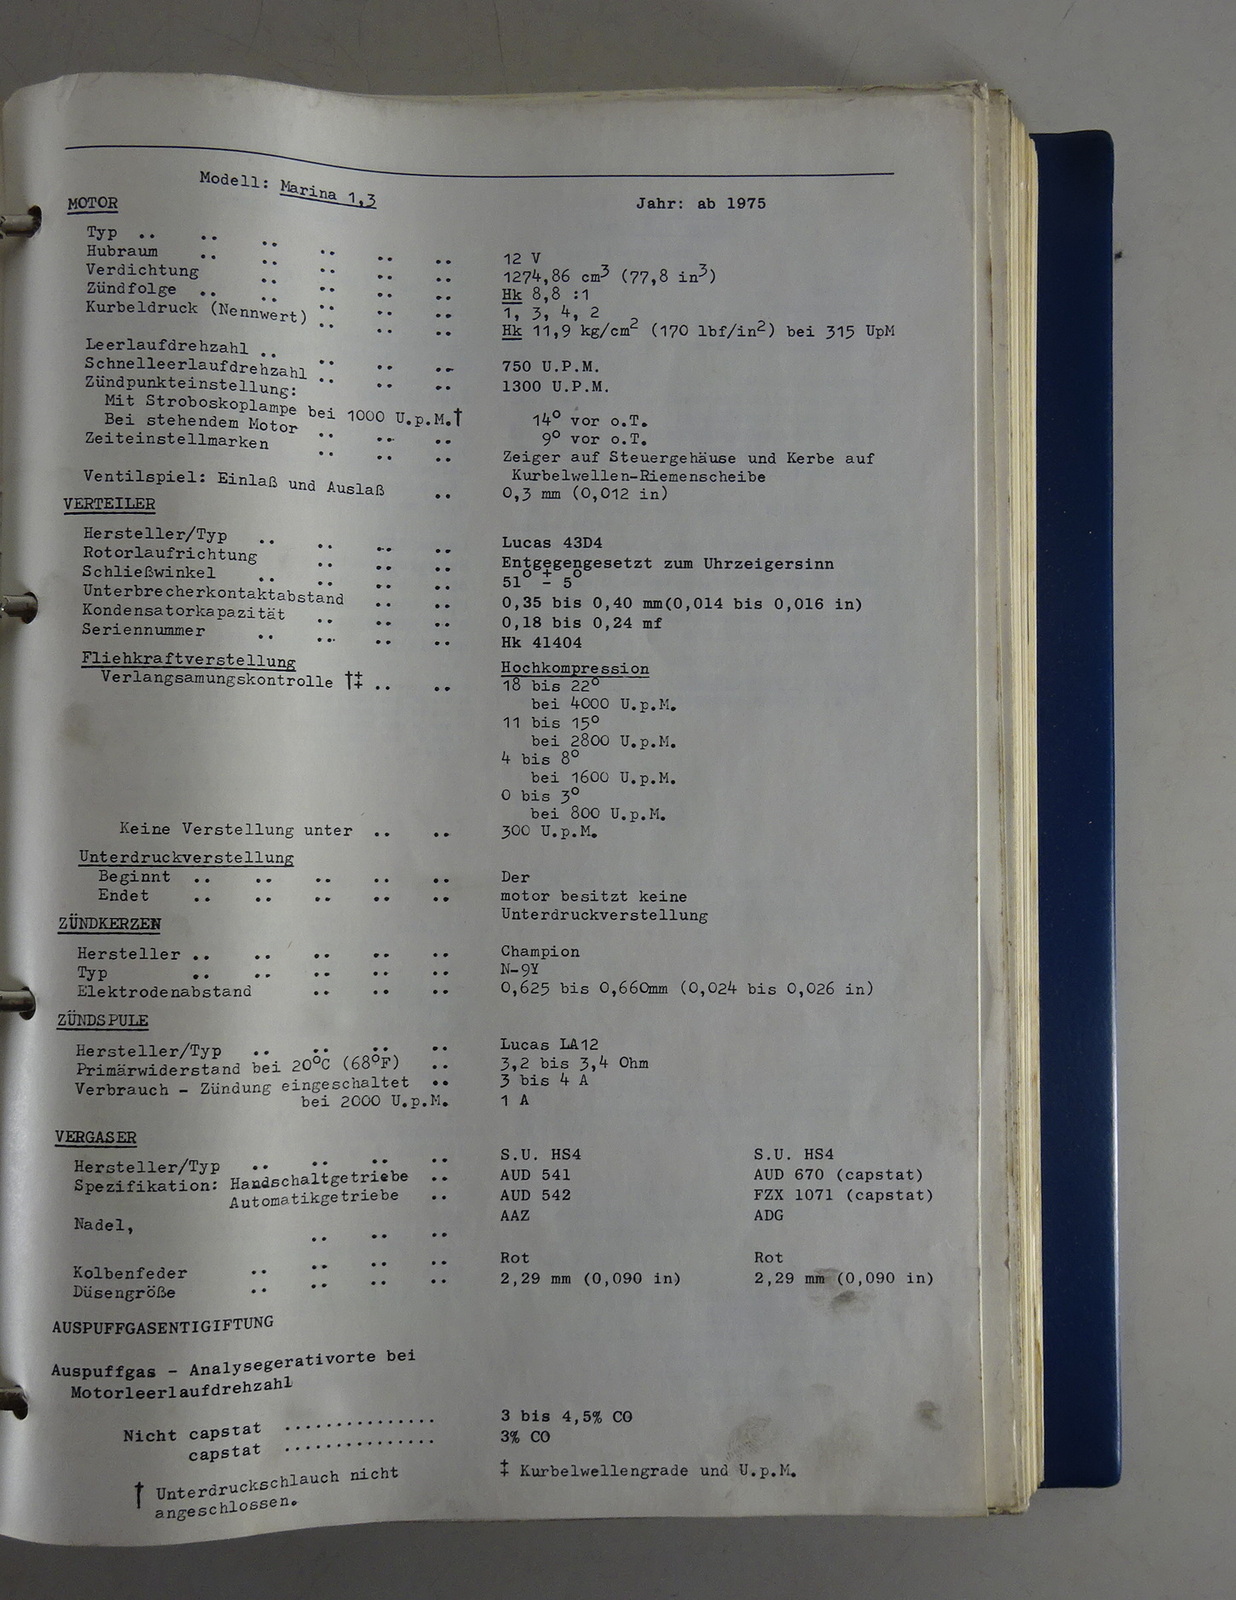 Modell: Marina 1,3
Jahr: ab 1975
MOTOR
Typ .. .. .. .. .. .. 12 V
Hubraum .. .. .. .. .. 1274,86 cm³ (77,8 in³)
Verdichtung .. .. .. .. Hk 8,8 :1
Zündfolge .. .. .. .. .. 1, 3, 4, 2
Kurbeldruck (Nennwert) .. .. .. Hk 11,9 kg/cm² (170 lbf/in²) bei 315 UpM
Leerlaufdrehzahl .. .. .. .. 750 U.P.M.
Schnelleerlaufdrehzahl .. .. .. 1300 U.P.M.
Zündpunkteinstellung:
Mit Stroboskoplampe bei 1000 U.p.M.† 14° vor o.T.
Bei stehendem Motor .. .. .. 9° vor o.T.
Zeiteinstellmarken .. .. .. Zeiger auf Steuergehäuse und Kerbe auf
Kurbelwellen-Riemenscheibe
Ventilspiel: Einlaß und Auslaß .. 0,3 mm (0,012 in)
VERTEILER
Hersteller/Typ .. .. .. .. Lucas 43D4
Rotorlaufrichtung .. .. .. Entgegengesetzt zum Uhrzeigersinn
Schließwinkel .. .. .. .. 51° ± 5°
Unterbrecherkontaktabstand .. .. 0,35 bis 0,40 mm(0,014 bis 0,016 in)
Kondensatorkapazität .. .. .. 0,18 bis 0,24 mf
Seriennummer .. .. .. .. Hk 41404
Fliehkraftverstellung Hochkompression
Verlangsamungskontrolle †‡ .. .. 18 bis 22°
bei 4000 U.p.M.
11 bis 15°
bei 2800 U.p.M.
4 bis 8°
bei 1600 U.p.M.
0 bis 3°
bei 800 U.p.M.
Keine Verstellung unter .. .. 300 U.p.M.
Unterdruckverstellung
Beginnt .. .. .. .. .. Der
Endet .. .. .. .. .. motor besitzt keine
Unterdruckverstellung
ZÜNDKERZEN
Hersteller .. .. .. .. .. Champion
Typ .. .. .. .. .. N-9Y
Elektrodenabstand .. .. .. 0,625 bis 0,660mm (0,024 bis 0,026 in)
ZÜNDSPULE
Hersteller/Typ .. .. .. .. Lucas LA12
Primärwiderstand bei 20°C (68°F) .. 3,2 bis 3,4 Ohm
Verbrauch - Zündung eingeschaltet .. 3 bis 4 A
bei 2000 U.p.M. 1 A
VERGASER
Hersteller/Typ .. .. .. .. S.U. HS4 S.U. HS4
Spezifikation: Handschaltgetriebe .. AUD 541 AUD 670 (capstat)
Automatikgetriebe .. AUD 542 FZX 1071 (capstat)
Nadel, .. .. .. AAZ ADG
Kolbenfeder .. .. .. .. Rot Rot
Düsengröße .. .. .. .. 2,29 mm (0,090 in) 2,29 mm (0,090 in)
AUSPUFFGASENTIGIFTUNG
Auspuffgas - Analysegerativorte bei
Motorleerlaufdrehzahl
Nicht capstat ............... 3 bis 4,5% CO
capstat ............... 3% CO
† Unterdruckschlauch nicht
angeschlossen.
‡ Kurbelwellengrade und U.p.M.